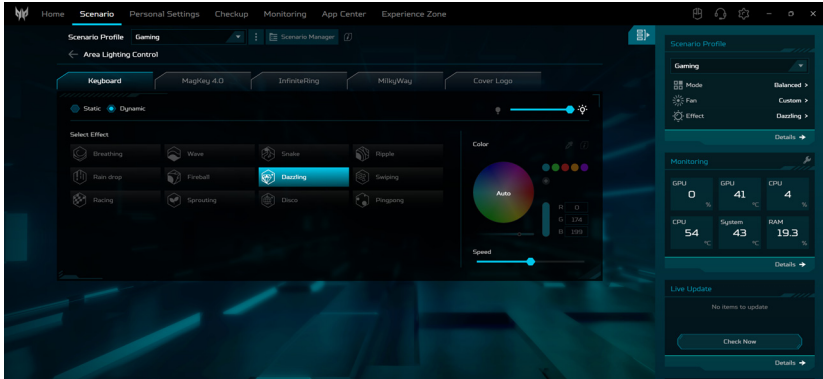 Home Scenario Personal Settings Checkup Monitoring App Center Experience Zone
Scenario Profile Gaming Scenario Manager
Area Lighting Control
Keyboard MagKey 4.0 InfiniteRing MilkyWay Cover Logo
Static Dynamic
Select Effect
Breathing Wave Snake Ripple
Rain drop Fireball Dazzling Swiping
Racing Sprouting Disco Pingpong
Color
Auto
R 0
G 174
B 199
Speed
Scenario Profile
Gaming
Mode Balanced >
Fan Custom >
Effect Dazzling >
Details →
Monitoring
GPU GPU CPU
0 % 41 °C 4 %
CPU System RAM
54 °C 43 °C 19.3 %
Details →
Live Update
No items to update
Check Now
Details →